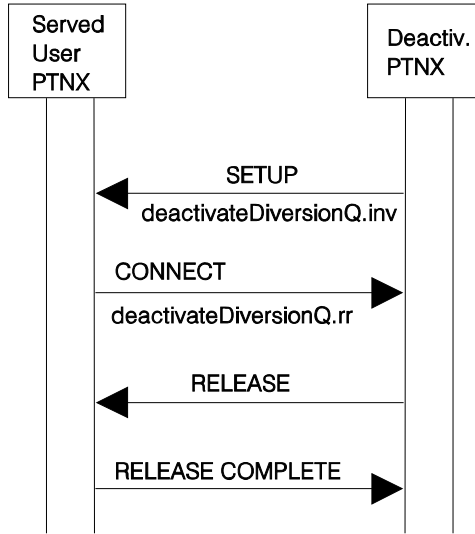 Served
User
PTNX
Deactiv.
PTNX
SETUP
deactivateDiversionQ.inv
CONNECT
deactivateDiversionQ.rr
RELEASE
RELEASE COMPLETE